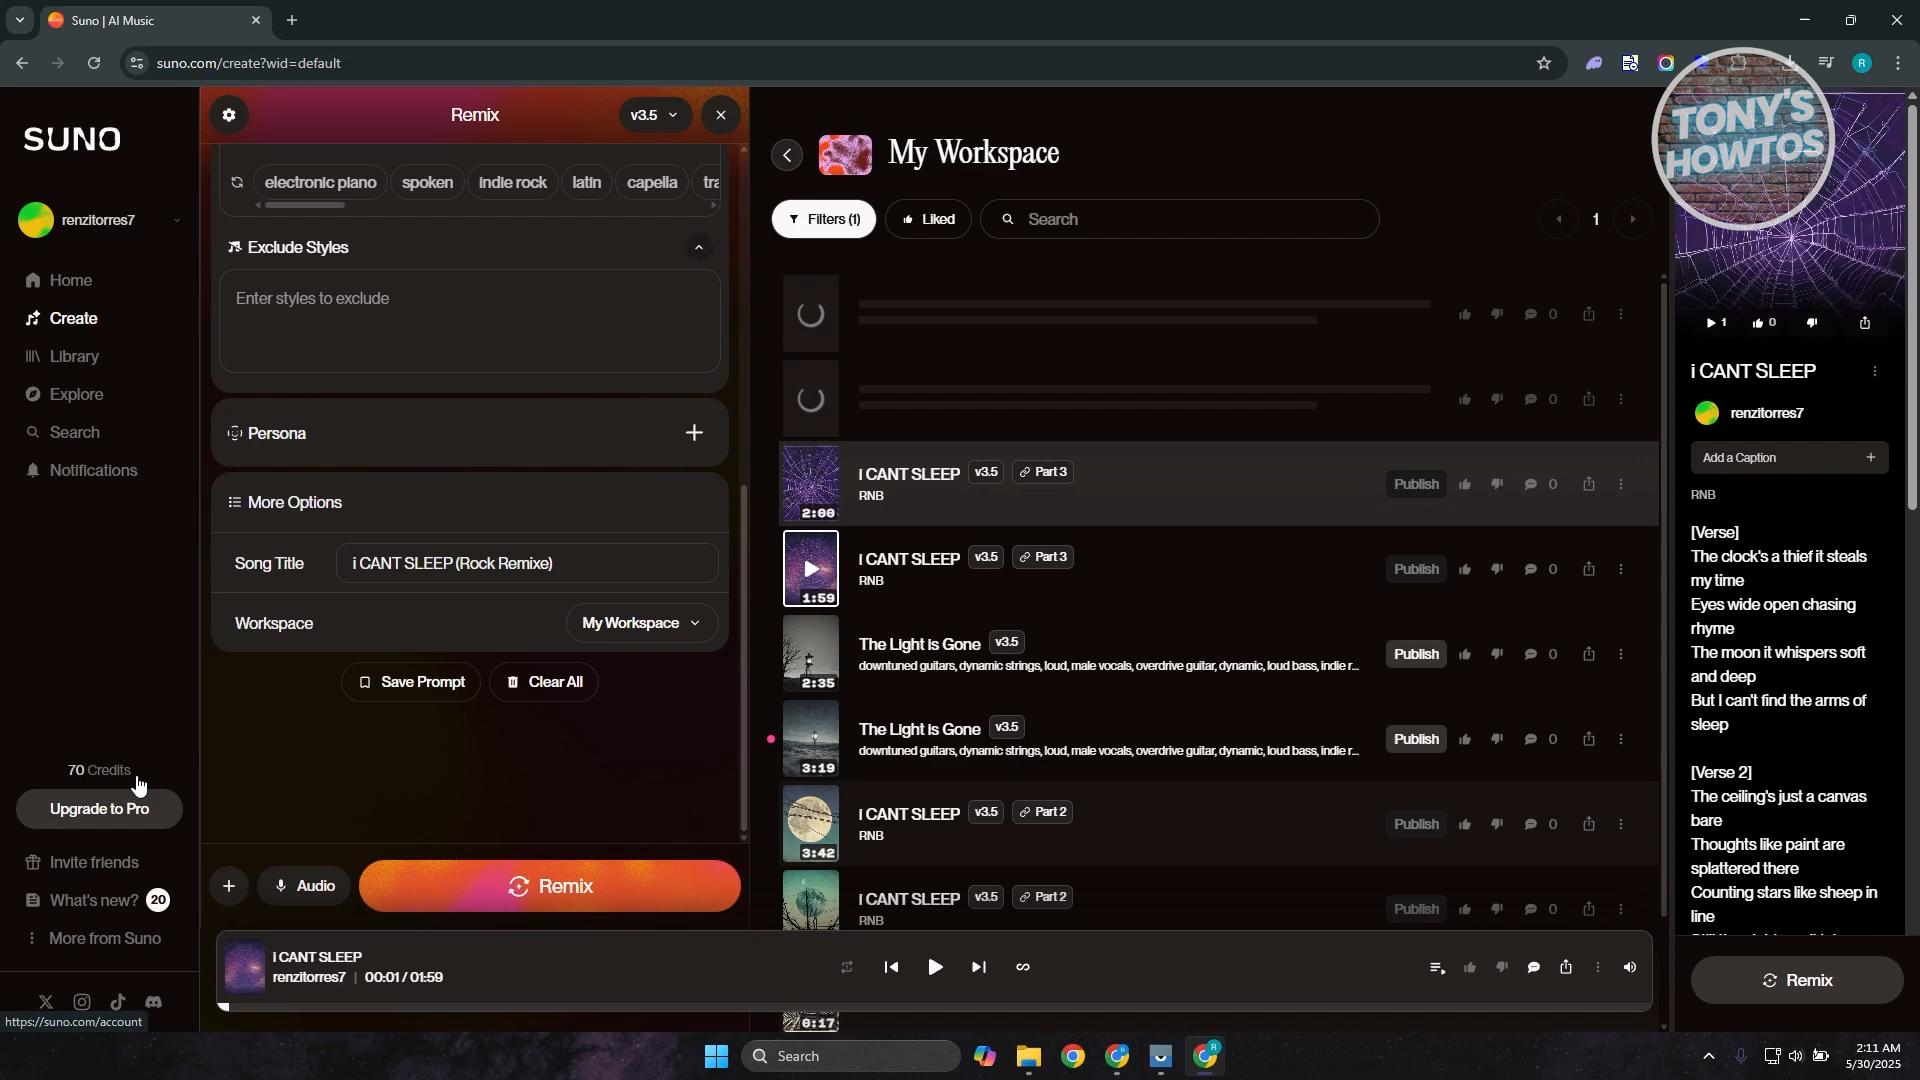 Suno | AI Music
suno.com/create?wid=default
R
TONY'S
HOWTOS
SUNO
renzitorres7
Home
Create
Library
Explore
Search
Notifications
70 Credits
Upgrade to Pro
Invite friends
What's new? 20
More from Suno
https://suno.com/account
Remix
v3.5
electronic piano
spoken
indie rock
latin
capella
tra
Exclude Styles
Enter styles to exclude
Persona
More Options
Song Title
i CANT SLEEP (Rock Remixe)
Workspace
My Workspace
Save Prompt
Clear All
Audio
Remix
My Workspace
Filters (1)
Liked
Search
1
0
0
i CANT SLEEP v3.5 Part 3
RNB
2:00
Publish
0
i CANT SLEEP v3.5 Part 3
RNB
1:59
Publish
0
The Light Is Gone v3.5
downtuned guitars, dynamic strings, loud, male vocals, overdrive guitar, dynamic, loud bass, indie r...
2:35
Publish
0
The Light Is Gone v3.5
downtuned guitars, dynamic strings, loud, male vocals, overdrive guitar, dynamic, loud bass, indie r...
3:19
Publish
0
i CANT SLEEP v3.5 Part 2
RNB
3:42
Publish
0
i CANT SLEEP v3.5 Part 2
RNB
Publish
0
0:17
i CANT SLEEP
renzitorres7 | 00:01 / 01:59
1
0
i CANT SLEEP
renzitorres7
Add a Caption
RNB
[Verse]
The clock's a thief it steals
my time
Eyes wide open chasing
rhyme
The moon it whispers soft
and deep
But I can't find the arms of
sleep
[Verse 2]
The ceiling's just a canvas
bare
Thoughts like paint are
splattered there
Counting stars like sheep in
line
Remix
Search
R
2:11 AM
5/30/2025